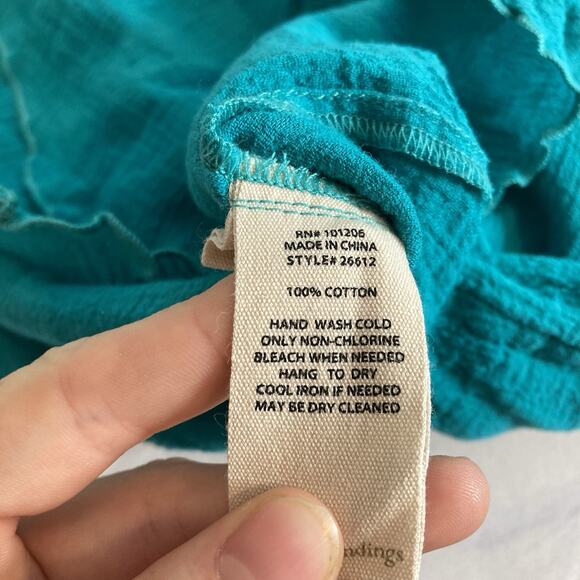 RN# 101206
MADE IN CHINA
STYLE# 26612
100% COTTON
HAND WASH COLD
ONLY NON-CHLORINE
BLEACH WHEN NEEDED
HANG TO DRY
COOL IRON IF NEEDED
MAY BE DRY CLEANED